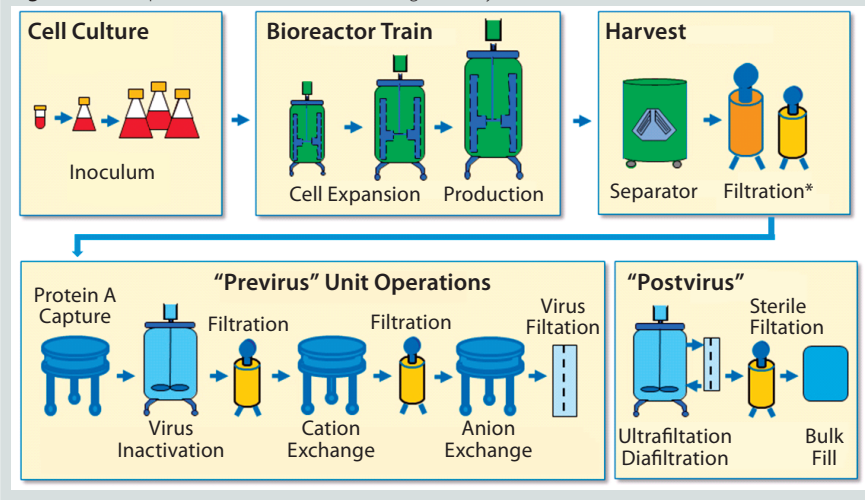 Cell Culture
Inoculum
Bioreactor Train
Cell Expansion
Production
Harvest
Separator
Filtration*
“Previrus” Unit Operations
Protein A
Capture
Virus
Inactivation
Filtration
Cation
Exchange
Filtration
Anion
Exchange
Virus
Filtation
“Postvirus”
Ultrafiltation
Diafiltration
Sterile
Filtation
Bulk
Fill